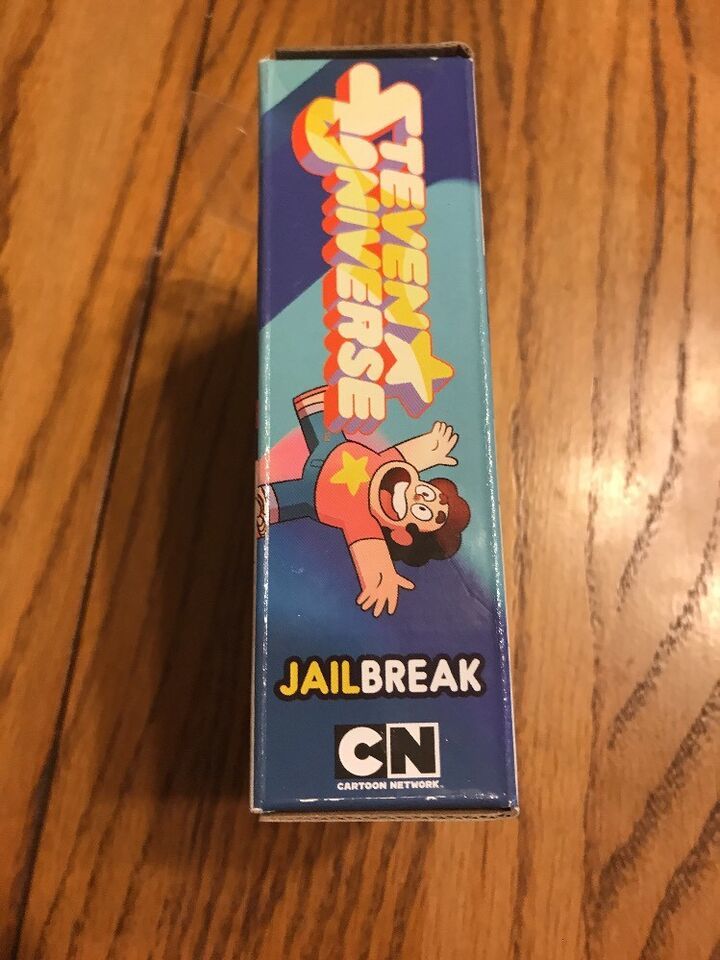 STEVEN
UNIVERSE
JAILBREAK
CN
CARTOON NETWORK